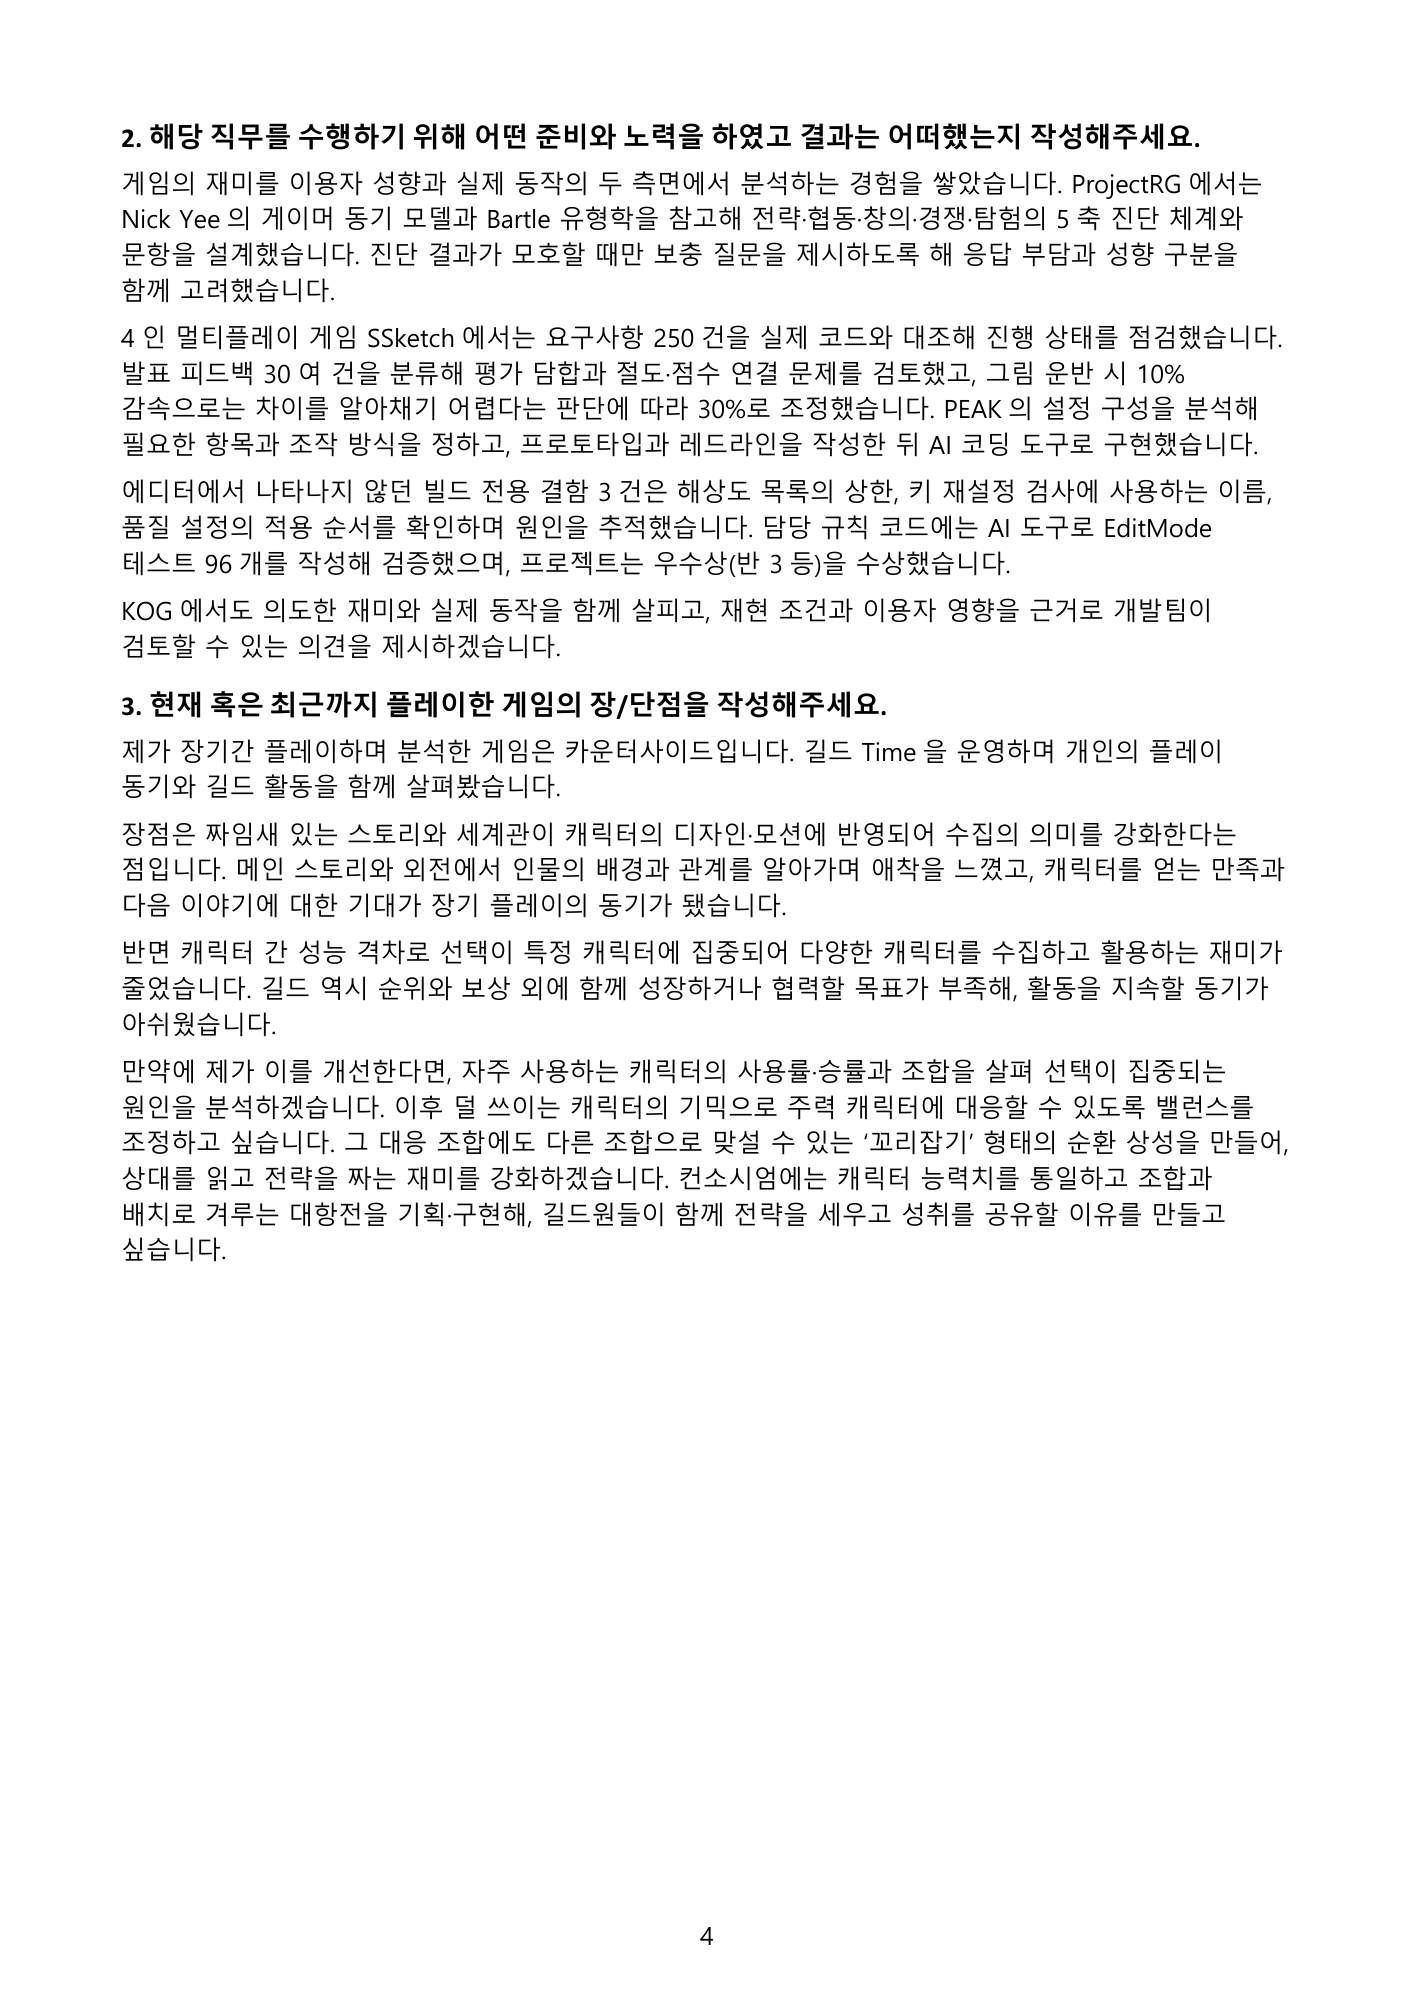 2. 해당 직무를 수행하기 위해 어떤 준비와 노력을 하였고 결과는 어떠했는지 작성해주세요.
게임의 재미를 이용자 성향과 실제 동작의 두 측면에서 분석하는 경험을 쌓았습니다. ProjectRG 에서는
Nick Yee 의 게이머 동기 모델과 Bartle 유형학을 참고해 전략·협동·창의·경쟁·탐험의 5 축 진단 체계와
문항을 설계했습니다. 진단 결과가 모호할 때만 보충 질문을 제시하도록 해 응답 부담과 성향 구분을
함께 고려했습니다.
4 인 멀티플레이 게임 SSketch 에서는 요구사항 250 건을 실제 코드와 대조해 진행 상태를 점검했습니다.
발표 피드백 30 여 건을 분류해 평가 담합과 절도·점수 연결 문제를 검토했고, 그림 운반 시 10%
감속으로는 차이를 알아채기 어렵다는 판단에 따라 30%로 조정했습니다. PEAK 의 설정 구성을 분석해
필요한 항목과 조작 방식을 정하고, 프로토타입과 레드라인을 작성한 뒤 AI 코딩 도구로 구현했습니다.
에디터에서 나타나지 않던 빌드 전용 결함 3 건은 해상도 목록의 상한, 키 재설정 검사에 사용하는 이름,
품질 설정의 적용 순서를 확인하며 원인을 추적했습니다. 담당 규칙 코드에는 AI 도구로 EditMode
테스트 96 개를 작성해 검증했으며, 프로젝트는 우수상(반 3 등)을 수상했습니다.
KOG 에서도 의도한 재미와 실제 동작을 함께 살피고, 재현 조건과 이용자 영향을 근거로 개발팀이
검토할 수 있는 의견을 제시하겠습니다.
3. 현재 혹은 최근까지 플레이한 게임의 장/단점을 작성해주세요.
제가 장기간 플레이하며 분석한 게임은 카운터사이드입니다. 길드 Time 을 운영하며 개인의 플레이
동기와 길드 활동을 함께 살펴봤습니다.
장점은 짜임새 있는 스토리와 세계관이 캐릭터의 디자인·모션에 반영되어 수집의 의미를 강화한다는
점입니다. 메인 스토리와 외전에서 인물의 배경과 관계를 알아가며 애착을 느꼈고, 캐릭터를 얻는 만족과
다음 이야기에 대한 기대가 장기 플레이의 동기가 됐습니다.
반면 캐릭터 간 성능 격차로 선택이 특정 캐릭터에 집중되어 다양한 캐릭터를 수집하고 활용하는 재미가
줄었습니다. 길드 역시 순위와 보상 외에 함께 성장하거나 협력할 목표가 부족해, 활동을 지속할 동기가
아쉬웠습니다.
만약에 제가 이를 개선한다면, 자주 사용하는 캐릭터의 사용률·승률과 조합을 살펴 선택이 집중되는
원인을 분석하겠습니다. 이후 덜 쓰이는 캐릭터의 기믹으로 주력 캐릭터에 대응할 수 있도록 밸런스를
조정하고 싶습니다. 그 대응 조합에도 다른 조합으로 맞설 수 있는 ‘꼬리잡기’ 형태의 순환 상성을 만들어,
상대를 읽고 전략을 짜는 재미를 강화하겠습니다. 컨소시엄에는 캐릭터 능력치를 통일하고 조합과
배치로 겨루는 대항전을 기획·구현해, 길드원들이 함께 전략을 세우고 성취를 공유할 이유를 만들고
싶습니다.
4